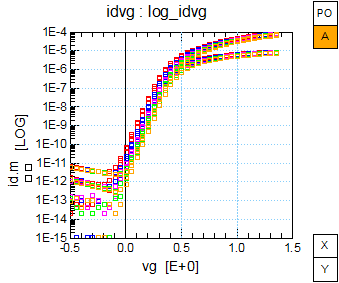 idvg : log_idvg
PO
A
1E-4
1E-5
1E-6
1E-7
1E-8
1E-9
1E-10
1E-11
1E-12
1E-13
1E-14
1E-15
id.m [LOG]
-0.5 0.0 0.5 1.0 1.5
vg [E+0]
X
Y